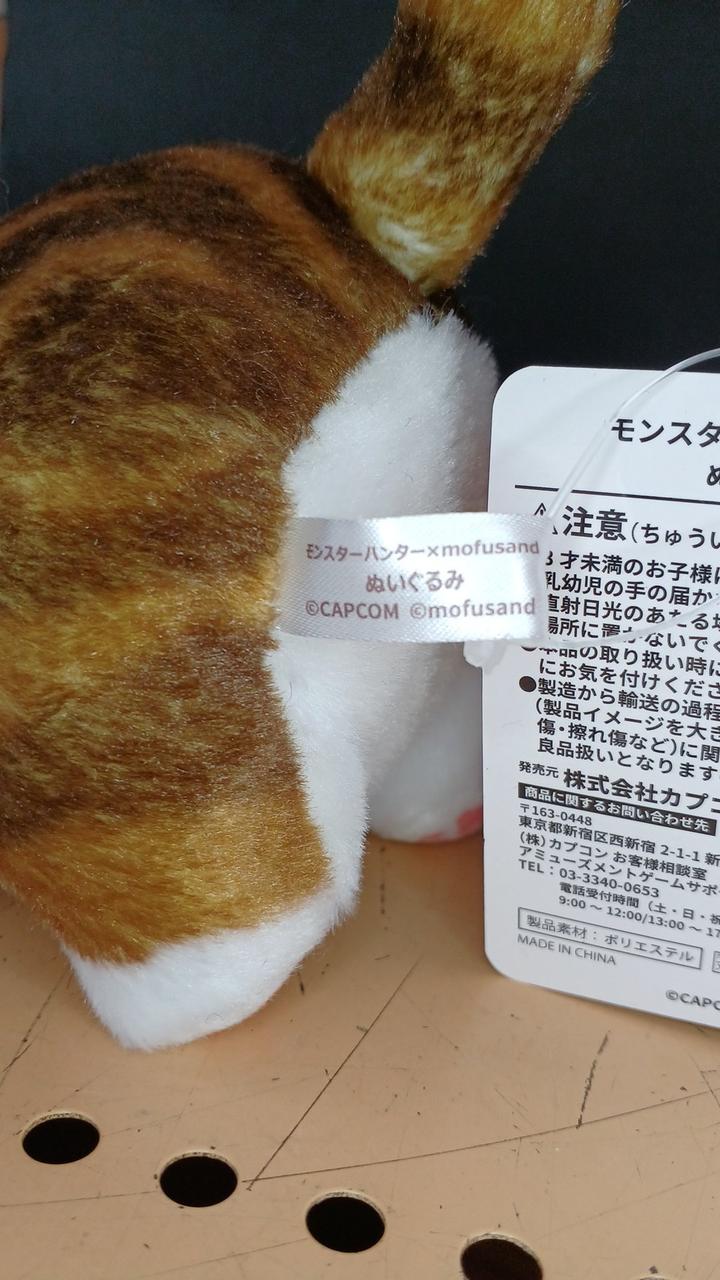 モンスターハンター×mofusand
ぬいぐるみ
©CAPCOM ©mofusand
モンスタ
ぬ
⚠注意(ちゅうい
3才未満のお子様に
乳幼児の手の届か
直射日光のあたる場
場所に置かないでく
●本品の取り扱い時に
にお気を付けくださ
●製造から輸送の過程
(製品イメージを大き
傷・擦れ傷など)に関
良品扱いとなります
発売元 株式会社カプコ
商品に関するお問い合わせ先
〒163-0448
東京都新宿区西新宿 2-1-1 新
(株)カプコン お客様相談室
アミューズメントゲームサポ
TEL : 03-3340-0653
電話受付時間 (土・日・祝
9:00 ～ 12:00/13:00 ～ 17
製品素材 : ポリエステル
MADE IN CHINA
©CAPC